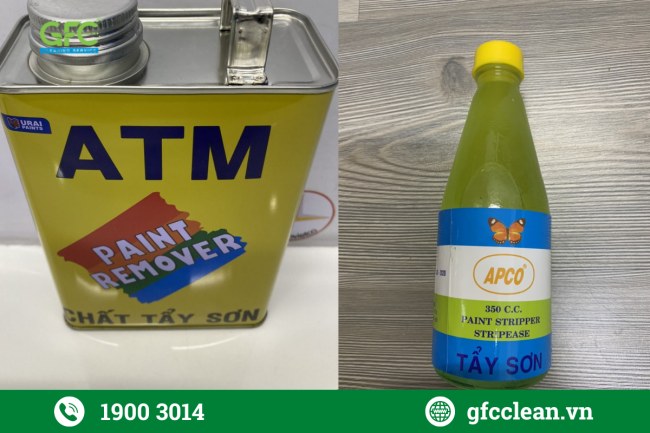 GFC
URAI
PAINTS
ATM
PAINT
REMOVER
CHẤT TẨY SƠN
APCO®
350 C.C.
PAINT STRIPPER
STRIPEASE
TẨY SƠN
1900 3014
gfcclean.vn